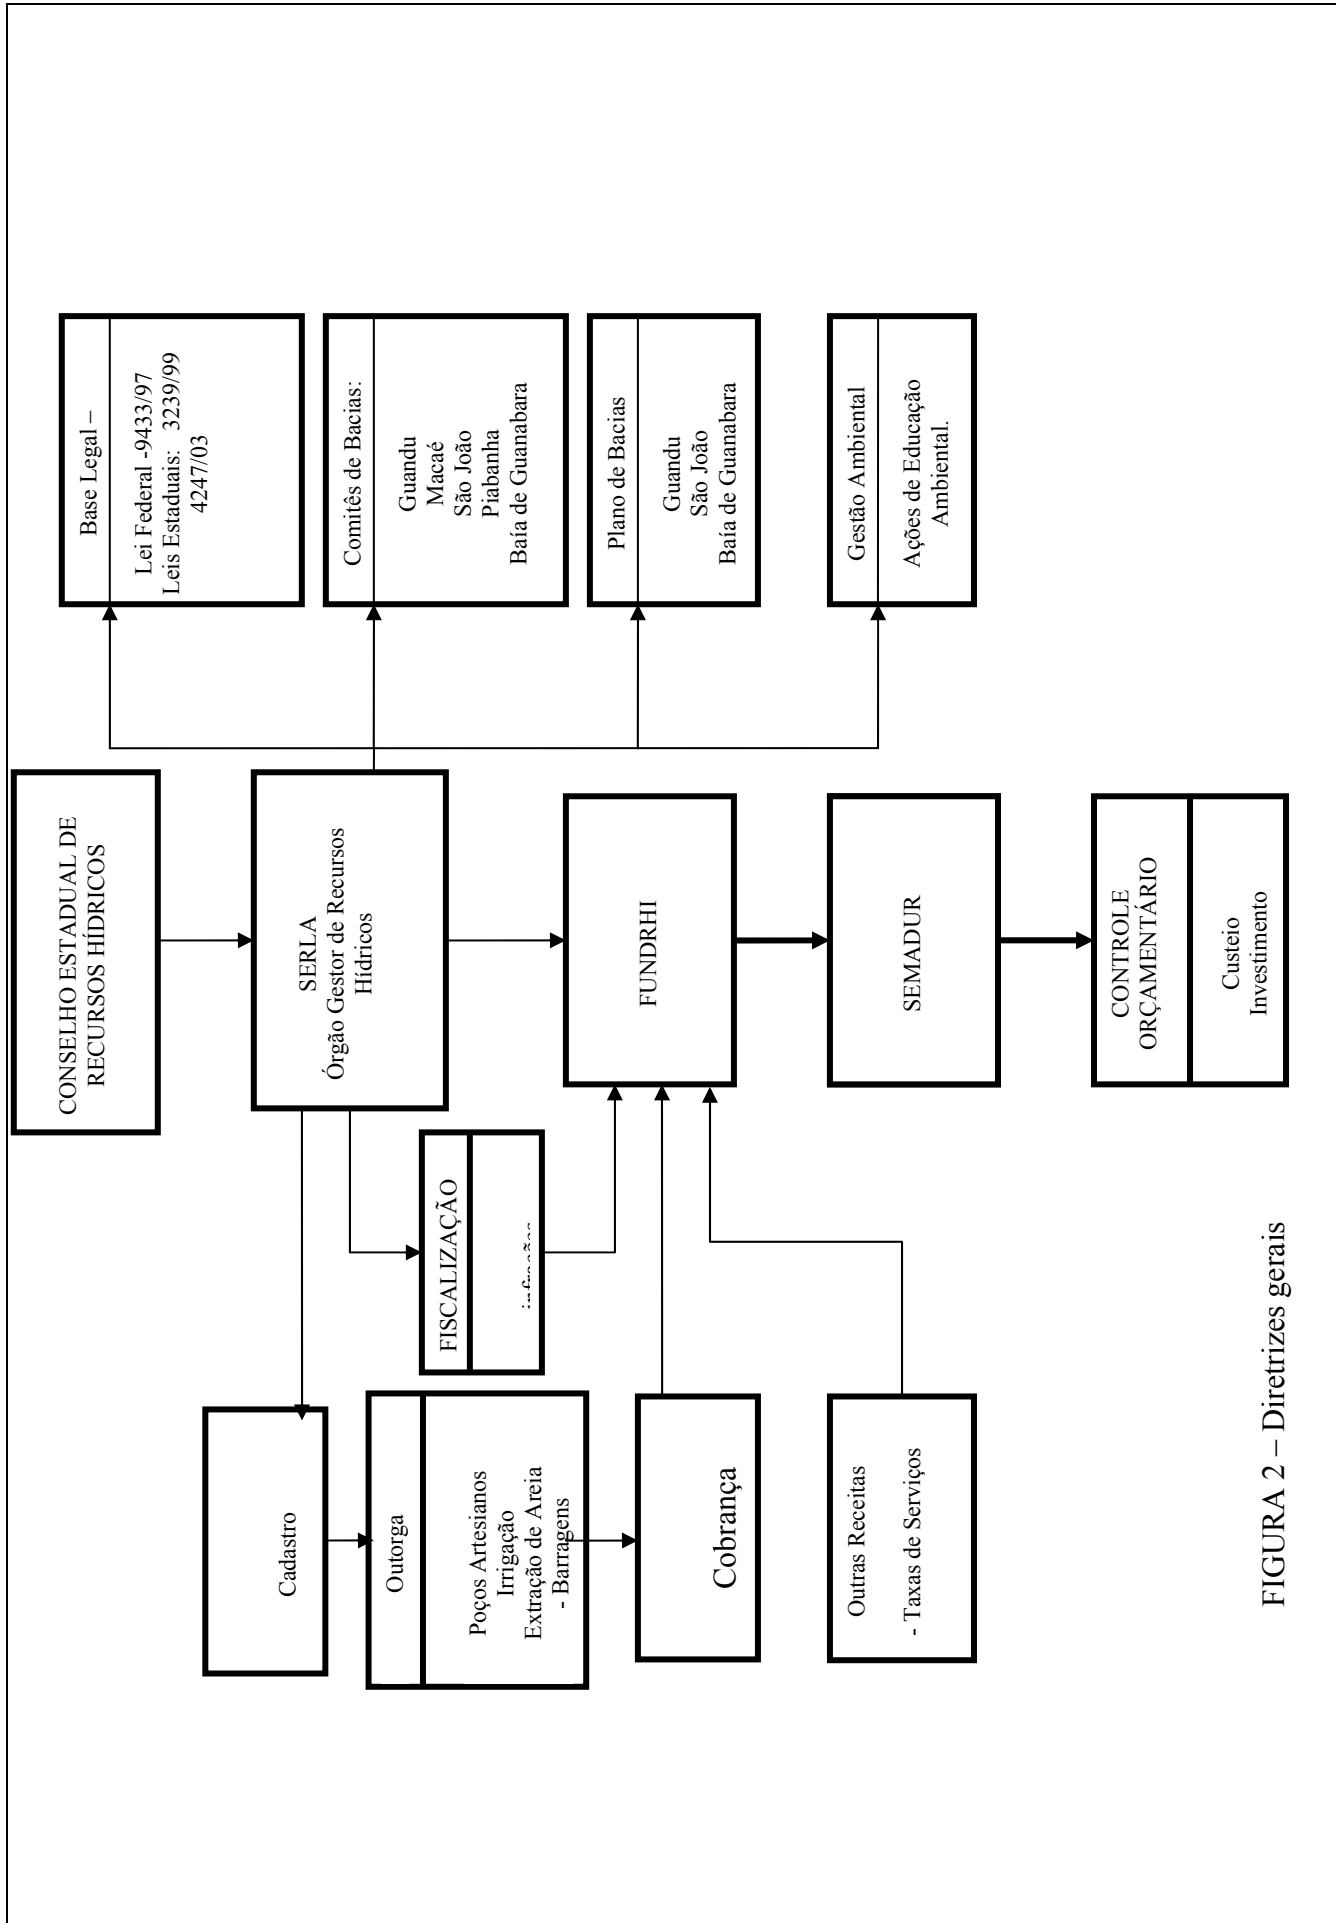 CONSELHO ESTADUAL DE
RECURSOS HÍDRICOS
SERLA
Órgão Gestor de Recursos
Hídricos
Base Legal –
Lei Federal -9433/97
Leis Estaduais: 3239/99
4247/03
Comitês de Bacias:
Guandu
Macaé
São João
Piabanha
Baía de Guanabara
Plano de Bacias
Guandu
São João
Baía de Guanabara
Gestão Ambiental
Ações de Educação
Ambiental.
Cadastro
Outorga
Poços Artesianos
Irrigação
Extração de Areia
- Barragens
FISCALIZAÇÃO
infrações
Cobrança
Outras Receitas
- Taxas de Serviços
FUNDRHI
SEMADUR
CONTROLE
ORÇAMENTÁRIO
Custeio
Investimento
FIGURA 2 – Diretrizes gerais